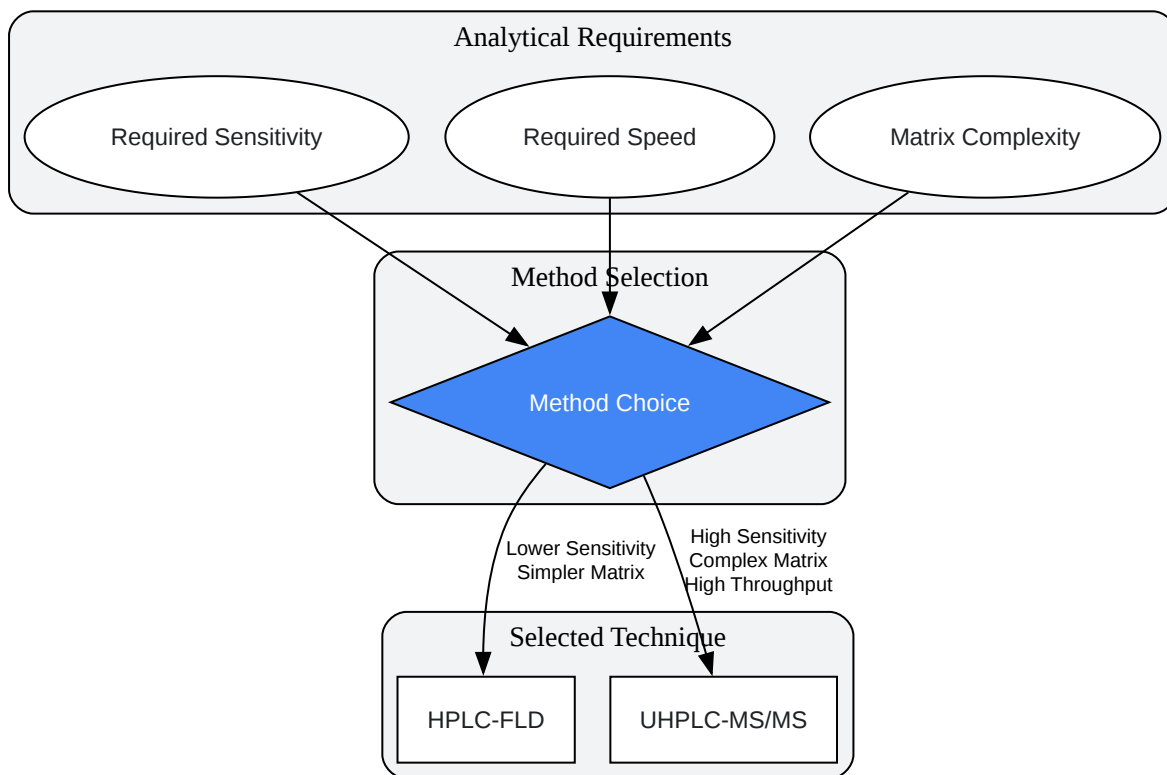 Analytical Requirements
Required Sensitivity
Required Speed
Matrix Complexity
Method Selection
Method Choice
Lower Sensitivity
Simpler Matrix
High Sensitivity
Complex Matrix
High Throughput
Selected Technique
HPLC-FLD
UHPLC-MS/MS